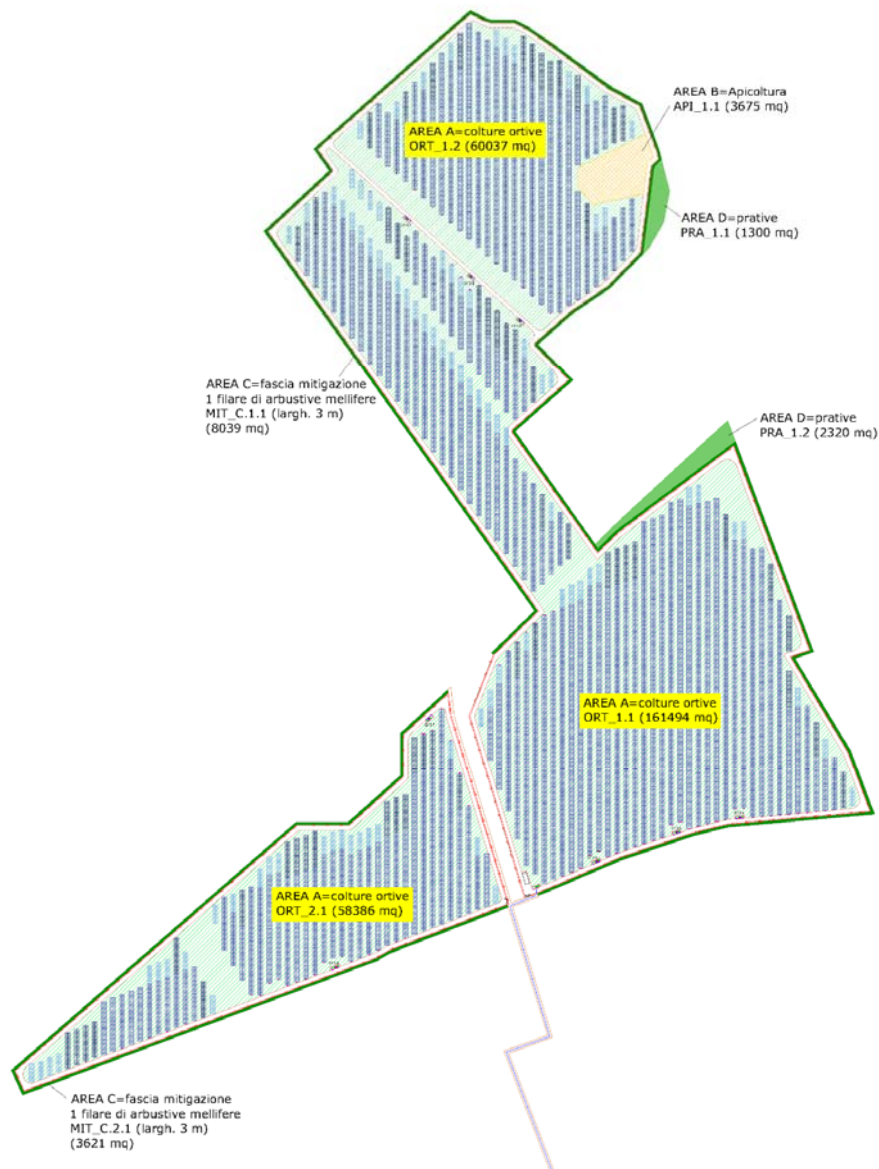 AREA B=Apicoltura
API_1.1 (3675 mq)
AREA A=colture ortive
ORT_1.2 (60037 mq)
AREA D=prative
PRA_1.1 (1300 mq)
AREA C=fascia mitigazione
1 filare di arbustive mellifere
MIT_C.1.1 (largh. 3 m)
(8039 mq)
AREA D=prative
PRA_1.2 (2320 mq)
AREA A=colture ortive
ORT_1.1 (161494 mq)
AREA A=colture ortive
ORT_2.1 (58386 mq)
AREA C=fascia mitigazione
1 filare di arbustive mellifere
MIT_C.2.1 (largh. 3 m)
(3621 mq)